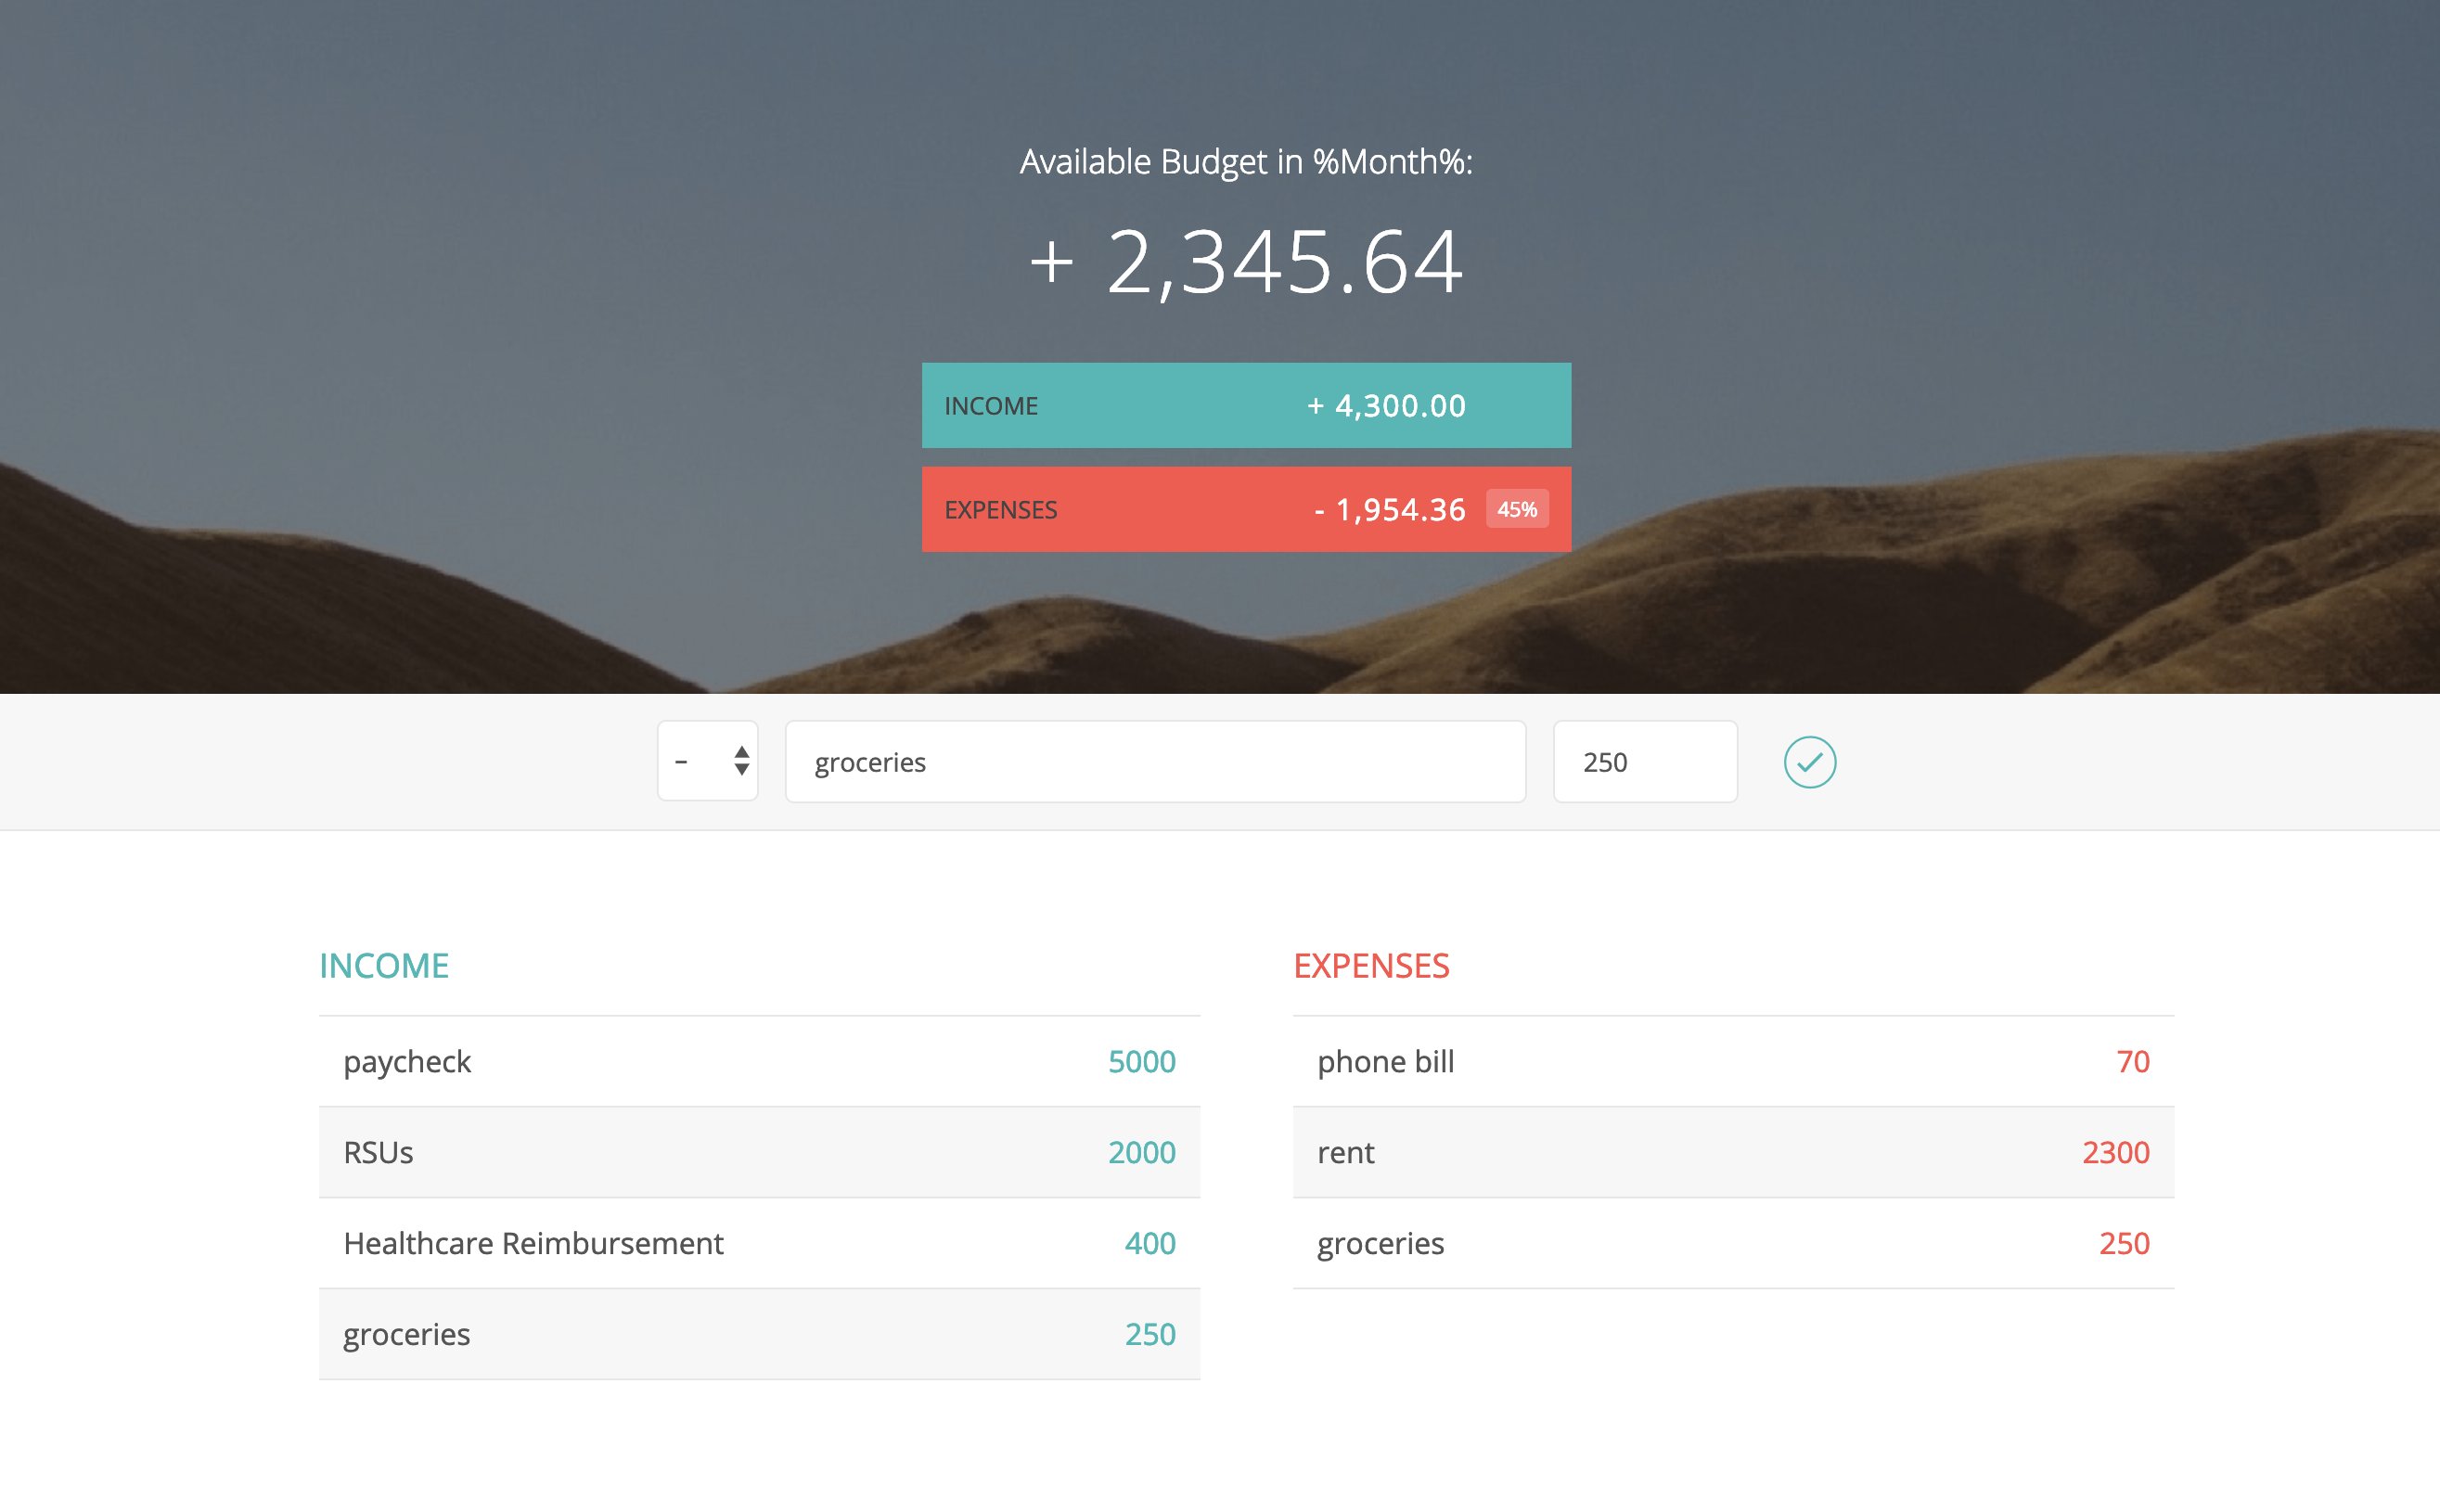 Available Budget in %Month%:
+ 2,345.64
INCOME + 4,300.00
EXPENSES - 1,954.36 45%
- groceries 250
INCOME
paycheck 5000
RSUs 2000
Healthcare Reimbursement 400
groceries 250
EXPENSES
phone bill 70
rent 2300
groceries 250